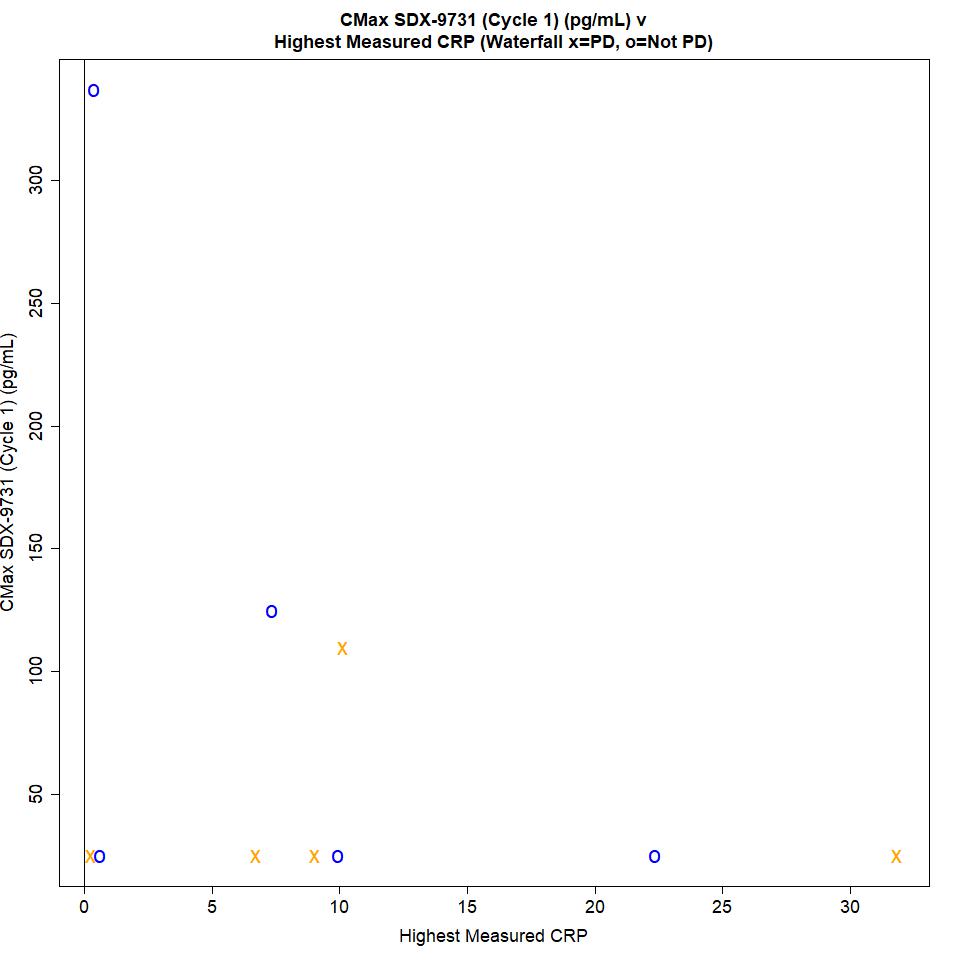 CMax SDX-9731 (Cycle 1) (pg/mL) v
Highest Measured CRP (Waterfall x=PD, o=Not PD)
CMax SDX-9731 (Cycle 1) (pg/mL)
300
250
200
150
100
50
O
O
X
X
O
X
X
O
O
X
0 5 10 15 20 25 30
Highest Measured CRP